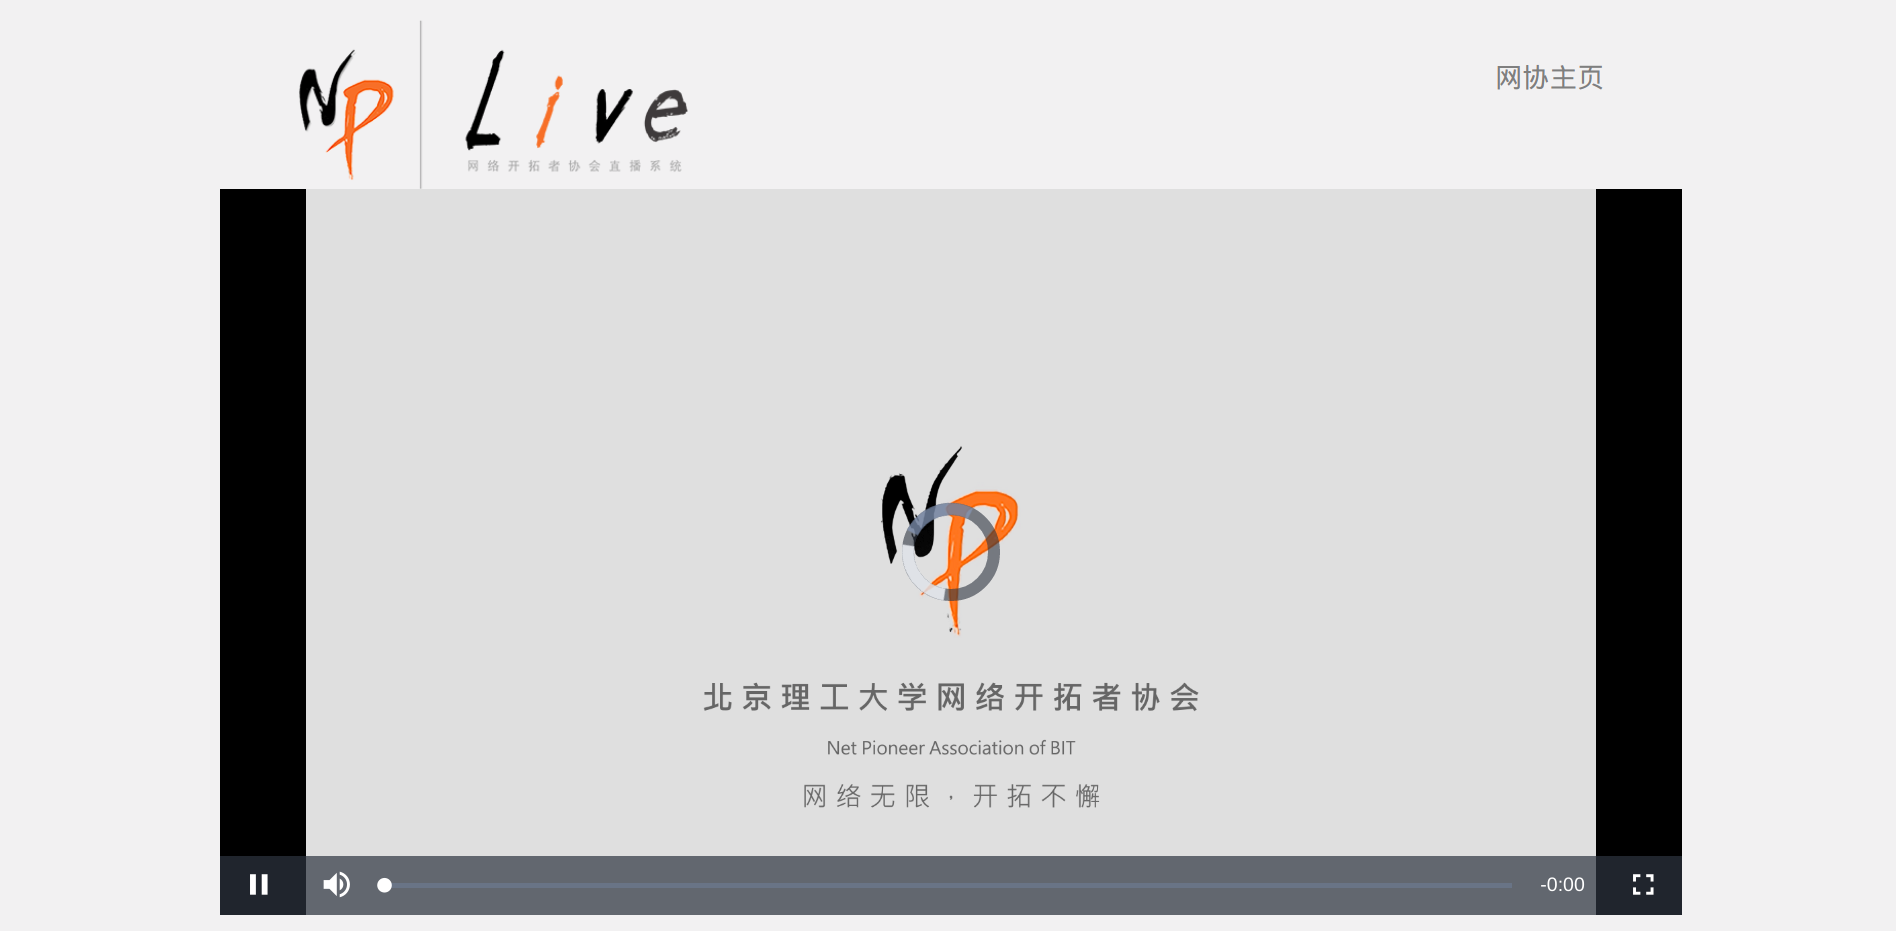 NP
Live
网络开拓者协会直播系统
网协主页
NP
北京理工大学网络开拓者协会
Net Pioneer Association of BIT
网络无限，开拓不懈
-0:00